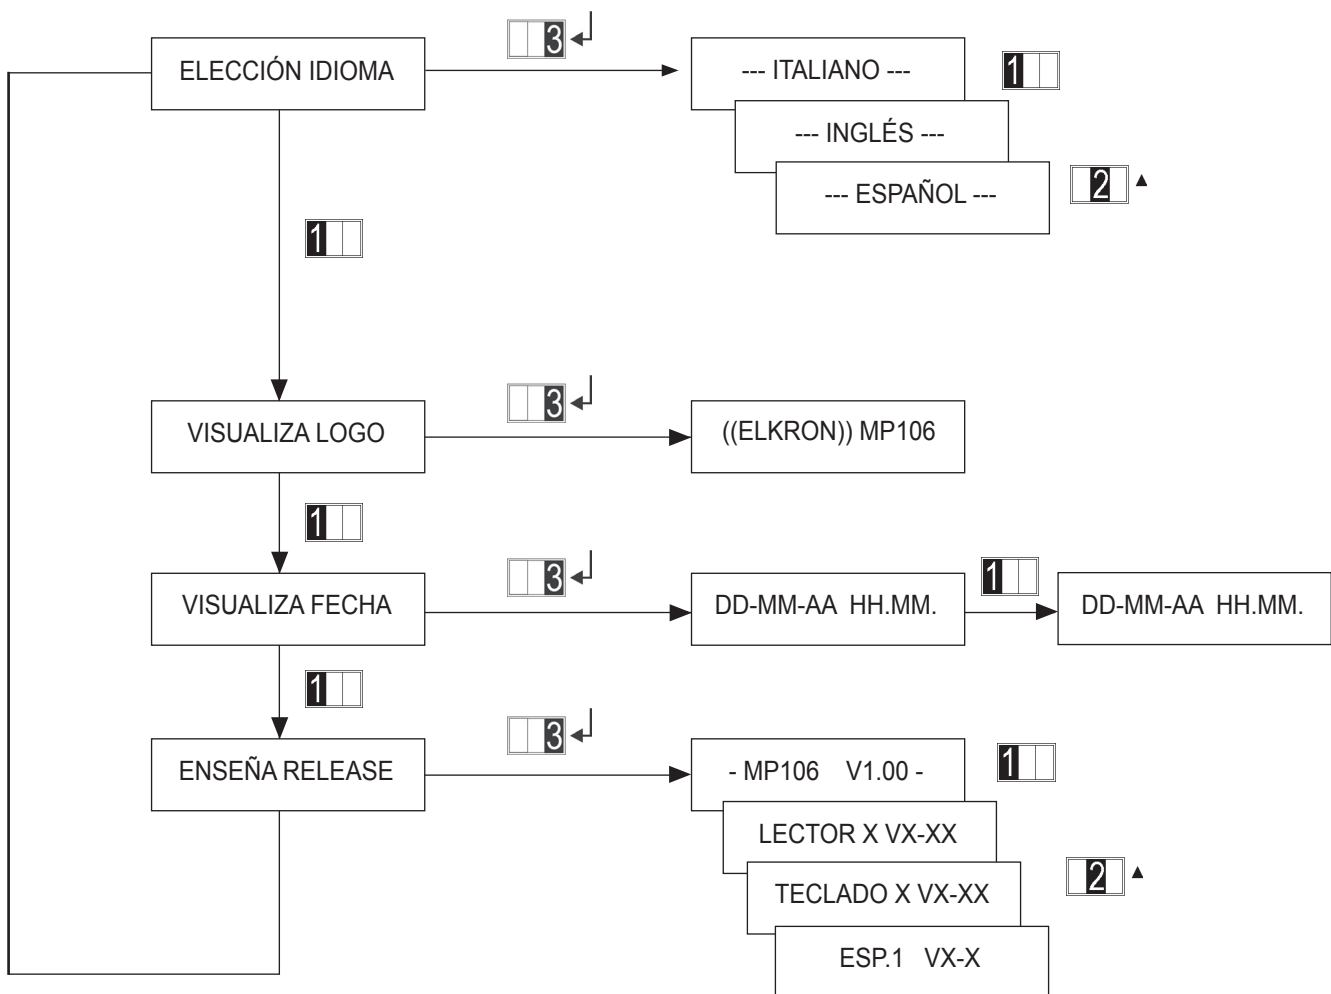 3
ELECCIÓN IDIOMA
--- ITALIANO ---
1
--- INGLÉS ---
--- ESPAÑOL ---
2
1
3
VISUALIZA LOGO
((ELKRON)) MP106
1
3
VISUALIZA FECHA
DD-MM-AA HH.MM.
1
DD-MM-AA HH.MM.
1
3
ENSEÑA RELEASE
- MP106 V1.00 -
1
LECTOR X VX-XX
TECLADO X VX-XX
2
ESP.1 VX-X